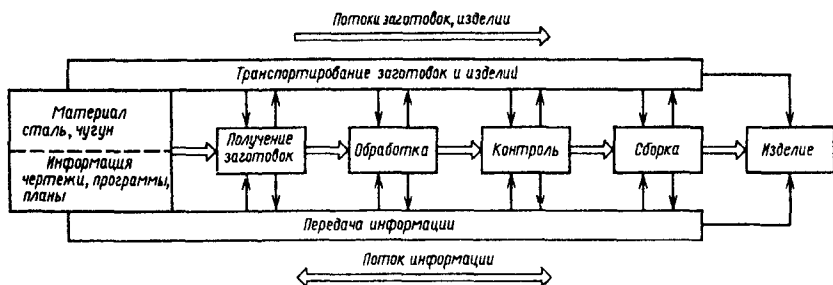 Потоки заготовок, изделии
Транспортирование заготовок и изделий
Материал
сталь, чугун
Информация
чертежи, программы,
планы
Получение
заготовок
Обработка
Контроль
Сборка
Изделие
Передача информации
Поток информации